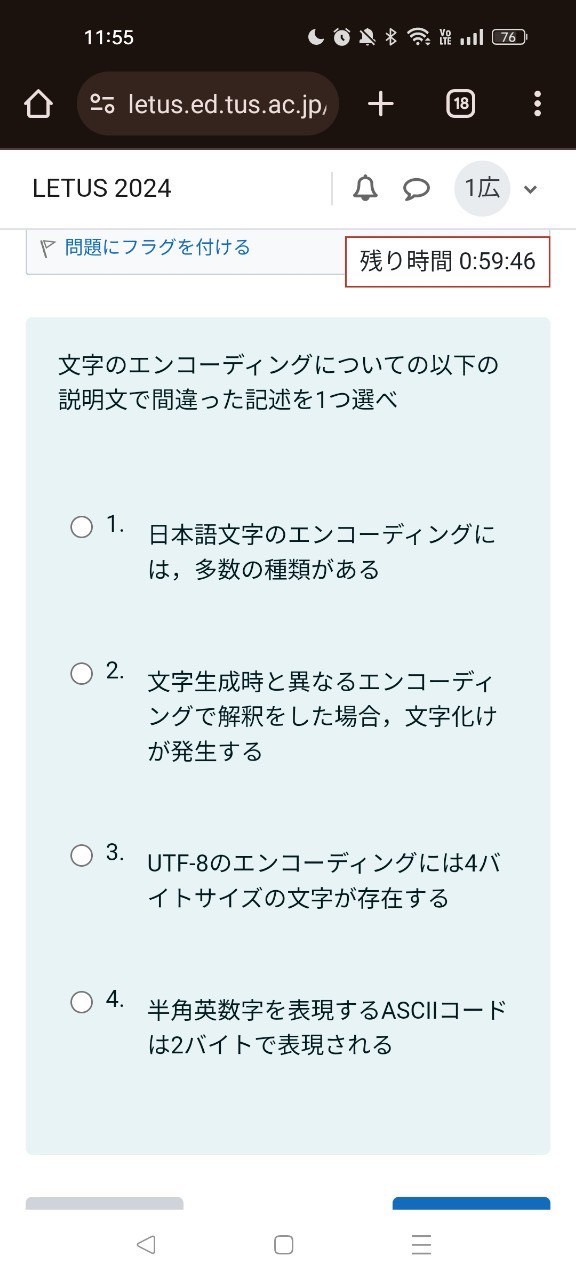 11:55
Vo
LTE
76
letus.ed.tus.ac.jp/
18
LETUS 2024
1広
問題にフラグを付ける
残り時間 0:59:46
文字のエンコーディングについての以下の
説明文で間違った記述を1つ選べ
1. 日本語文字のエンコーディングに
は，多数の種類がある
2. 文字生成時と異なるエンコーディ
ングで解釈をした場合，文字化け
が発生する
3. UTF-8のエンコーディングには4バ
イトサイズの文字が存在する
4. 半角英数字を表現するASCIIコード
は2バイトで表現される